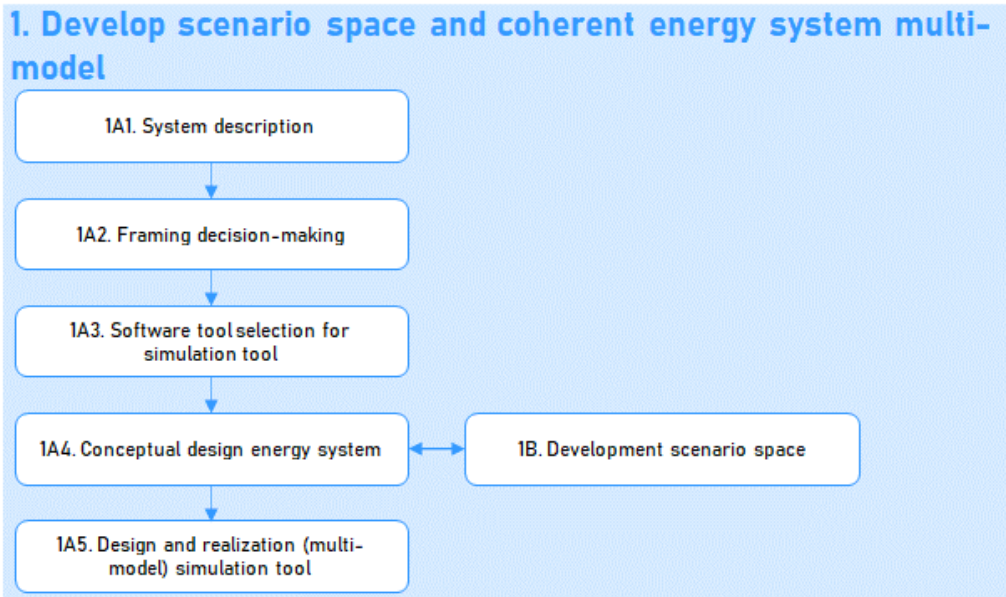 1. Develop scenario space and coherent energy system multi-
model
1A1. System description
1A2. Framing decision-making
1A3. Software tool selection for
simulation tool
1A4. Conceptual design energy system
1B. Development scenario space
1A5. Design and realization (multi-
model) simulation tool